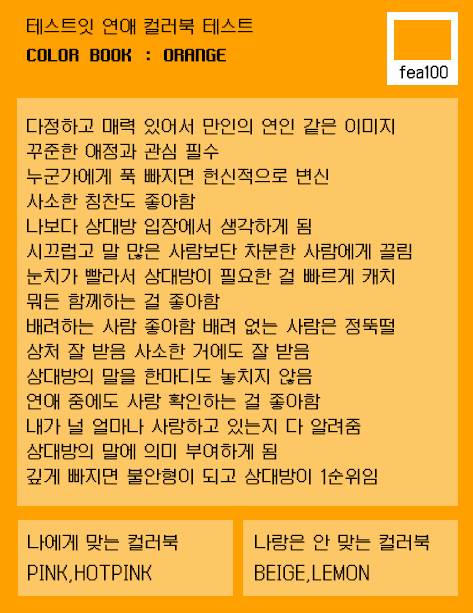 테스트잇 연애 컬러북 테스트
COLOR BOOK : ORANGE
fea100
다정하고 매력 있어서 만인의 연인 같은 이미지
꾸준한 애정과 관심 필수
누군가에게 푹 빠지면 헌신적으로 변신
사소한 칭찬도 좋아함
나보다 상대방 입장에서 생각하게 됨
시끄럽고 말 많은 사람보단 차분한 사람에게 끌림
눈치가 빨라서 상대방이 필요한 걸 빠르게 캐치
뭐든 함께하는 걸 좋아함
배려하는 사람 좋아함 배려 없는 사람은 정뚝떨
상처 잘 받음 사소한 거에도 잘 받음
상대방의 말을 한마디도 놓치지 않음
연애 중에도 사랑 확인하는 걸 좋아함
내가 널 얼마나 사랑하고 있는지 다 알려줌
상대방의 말에 의미 부여하게 됨
깊게 빠지면 불안형이 되고 상대방이 1순위임
나에게 맞는 컬러북
PINK,HOTPINK
나랑은 안 맞는 컬러북
BEIGE,LEMON